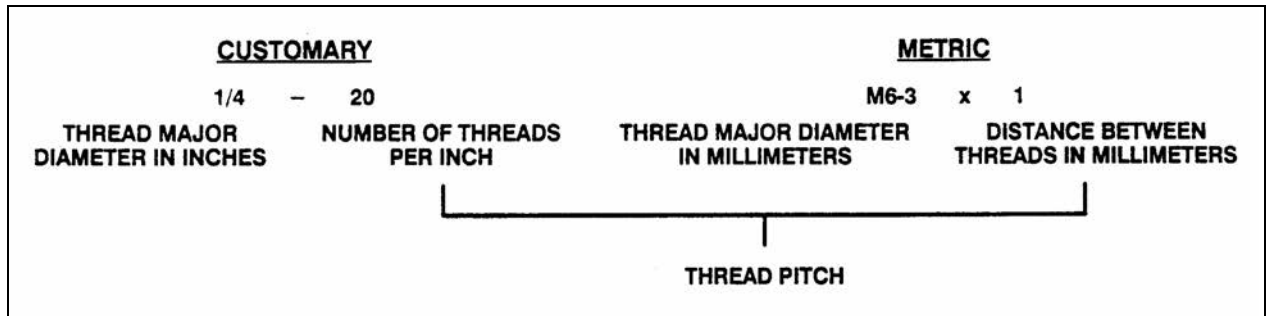 CUSTOMARY
1/4 – 20
THREAD MAJOR
DIAMETER IN INCHES
NUMBER OF THREADS
PER INCH
METRIC
M6-3 x 1
THREAD MAJOR DIAMETER
IN MILLIMETERS
DISTANCE BETWEEN
THREADS IN MILLIMETERS
THREAD PITCH